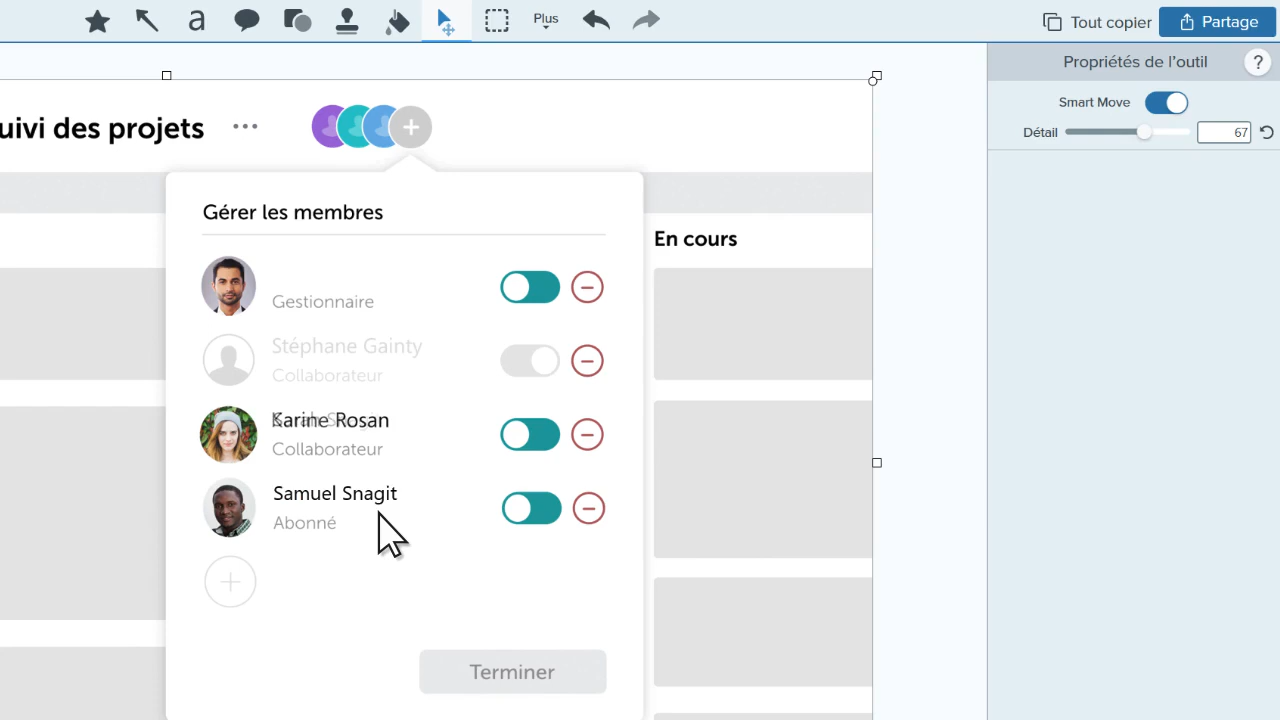 a
Plus
Tout copier
Partage
Propriétés de l'outil
?
Smart Move
Détail
67
uivi des projets
Gérer les membres
En cours
Gestionnaire
Stéphane Gainty
Collaborateur
Karine Rosan
Collaborateur
Samuel Snagit
Abonné
Terminer